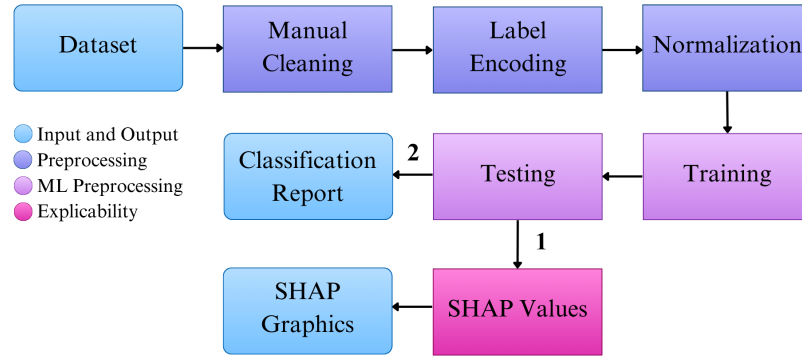 Dataset
Manual
Cleaning
Label
Encoding
Normalization
Input and Output
Preprocessing
ML Preprocessing
Explicability
Classification
Report
2
Testing
Training
1
SHAP
Graphics
SHAP Values